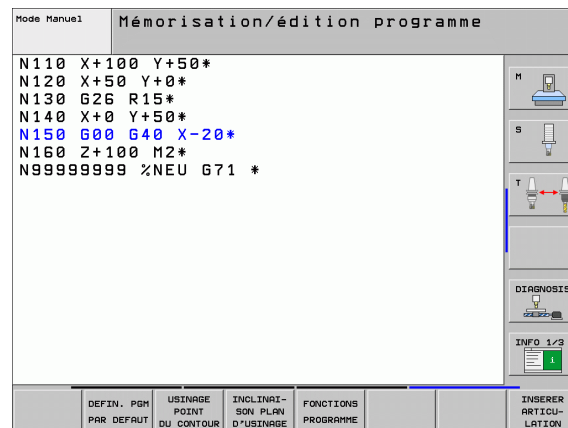 Mode Manuel
Mémorisation/édition programme
N110 X+100 Y+50*
N120 X+50 Y+0*
N130 G26 R15*
N140 X+0 Y+50*
N150 G00 G40 X-20*
N160 Z+100 M2*
N99999999 %NEU G71 *
M
S
T
DIAGNOSIS
INFO 1/3
i
DEFIN. PGM
PAR DEFAUT
USINAGE
POINT
DU CONTOUR
INCLINAI-
SON PLAN
D'USINAGE
FONCTIONS
PROGRAMME
INSERER
ARTICU-
LATION